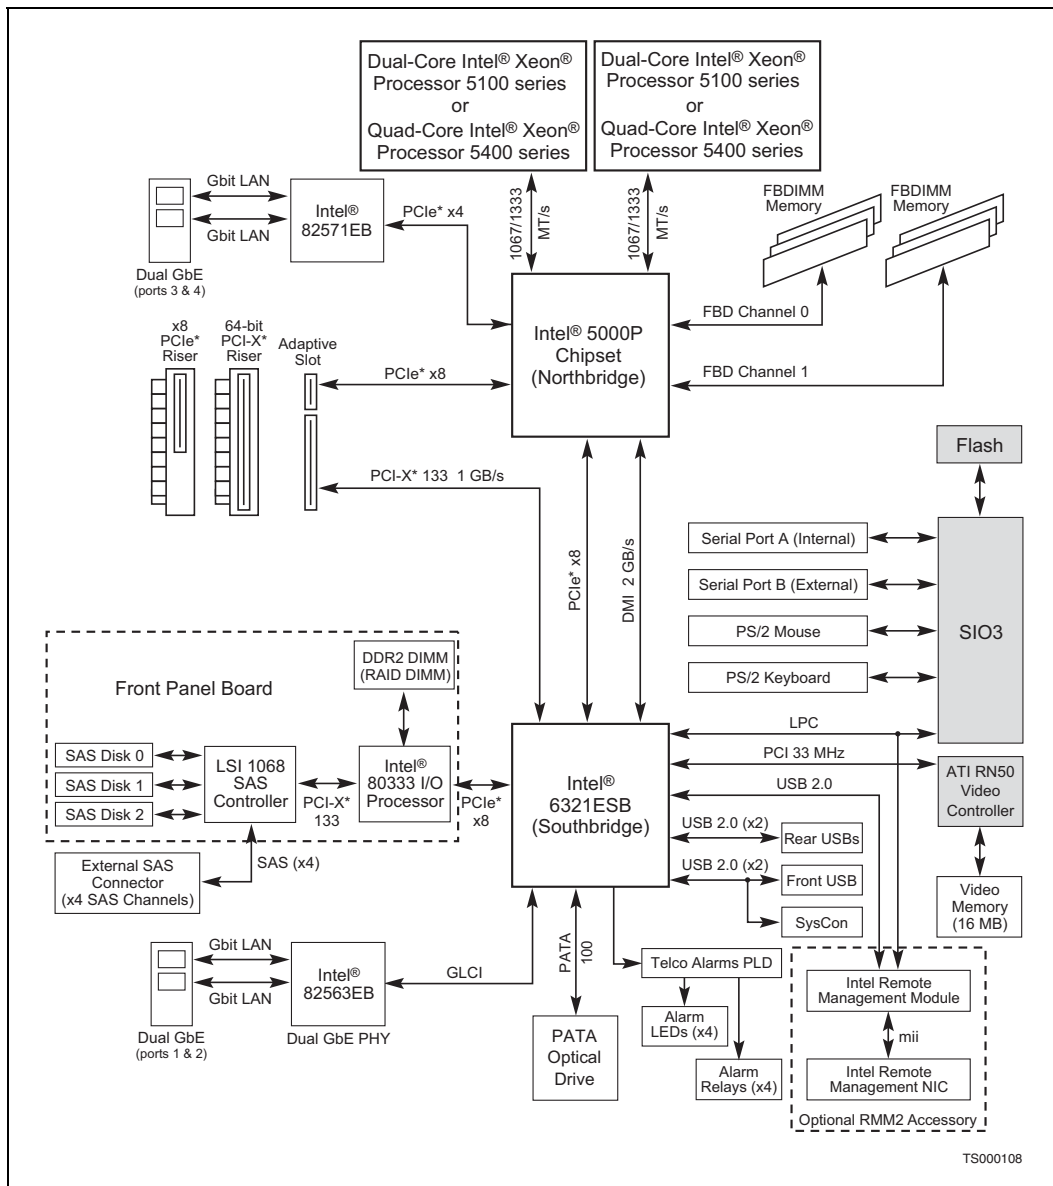 Dual-Core Intel® Xeon®
Processor 5100 series
or
Quad-Core Intel® Xeon®
Processor 5400 series
Dual-Core Intel® Xeon®
Processor 5100 series
or
Quad-Core Intel® Xeon®
Processor 5400 series
Gbit LAN
Gbit LAN
Dual GbE
(ports 3 & 4)
Intel®
82571EB
PCIe* x4
1067/1333
MT/s
1067/1333
MT/s
FBDIMM
Memory
FBDIMM
Memory
Intel® 5000P
Chipset
(Northbridge)
FBD Channel 0
FBD Channel 1
x8
PCIe*
Riser
64-bit
PCI-X*
Riser
Adaptive
Slot
PCIe* x8
PCI-X* 133 1 GB/s
PCIe* x8
DMI 2 GB/s
Flash
Serial Port A (Internal)
Serial Port B (External)
PS/2 Mouse
PS/2 Keyboard
SIO3
Front Panel Board
DDR2 DIMM
(RAID DIMM)
SAS Disk 0
SAS Disk 1
SAS Disk 2
LSI 1068
SAS
Controller
PCI-X*
133
Intel®
80333 I/O
Processor
PCIe*
x8
Intel®
6321ESB
(Southbridge)
LPC
PCI 33 MHz
USB 2.0
USB 2.0 (x2)
Rear USBs
USB 2.0 (x2)
Front USB
SysCon
ATI RN50
Video
Controller
Video
Memory
(16 MB)
External SAS
Connector
(x4 SAS Channels)
SAS (x4)
Gbit LAN
Gbit LAN
Dual GbE
(ports 1 & 2)
Intel®
82563EB
Dual GbE PHY
GLCI
PATA
100
PATA
Optical
Drive
Telco Alarms PLD
Alarm
LEDs (x4)
Alarm
Relays (x4)
Intel Remote
Management Module
mii
Intel Remote
Management NIC
Optional RMM2 Accessory
TS000108